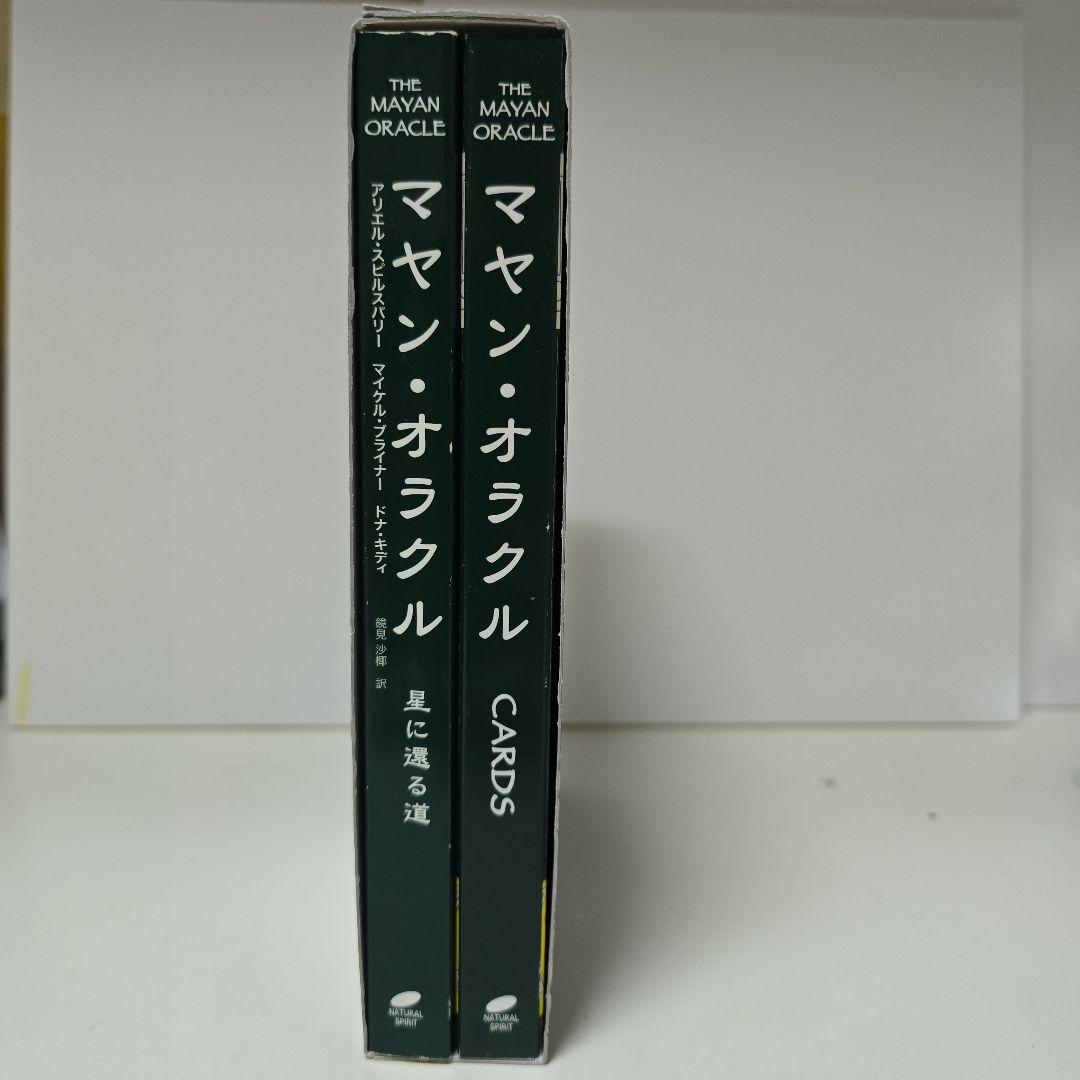 THE
MAYAN
ORACLE
マヤン・オラクル
アリエル・スピルスバリー マイケル・ブライナー ドナ・キディ
鏡見 沙椰 訳
星に還る道
NATURAL
SPIRIT
THE
MAYAN
ORACLE
マヤン・オラクル
CARDS
NATURAL
SPIRIT